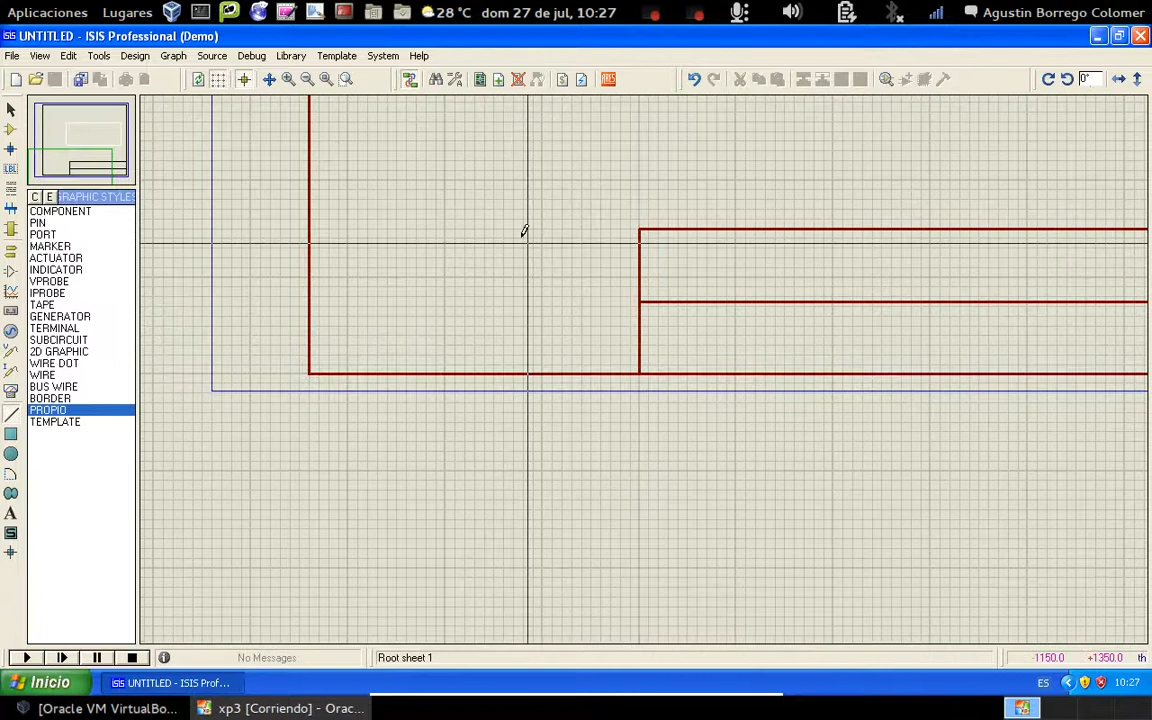 Aplicaciones Lugares 28 °C dom 27 de jul, 10:27 Agustin Borrego Colomer
UNTITLED - ISIS Professional (Demo)
File View Edit Tools Design Graph Source Debug Library Template System Help
ARES 0°
LBL
C E GRAPHIC STYLES
COMPONENT
PIN
PORT
MARKER
ACTUATOR
INDICATOR
VPROBE
IPROBE
TAPE
GENERATOR
TERMINAL
SUBCIRCUIT
2D GRAPHIC
WIRE DOT
WIRE
BUS WIRE
BORDER
PROPIO
TEMPLATE
A
S
No Messages Root sheet 1 -1150.0 +1350.0 th
Inicio UNTITLED - ISIS Prof... ES 10:27
[Oracle VM VirtualBo... xp3 [Corriendo] - Orac...